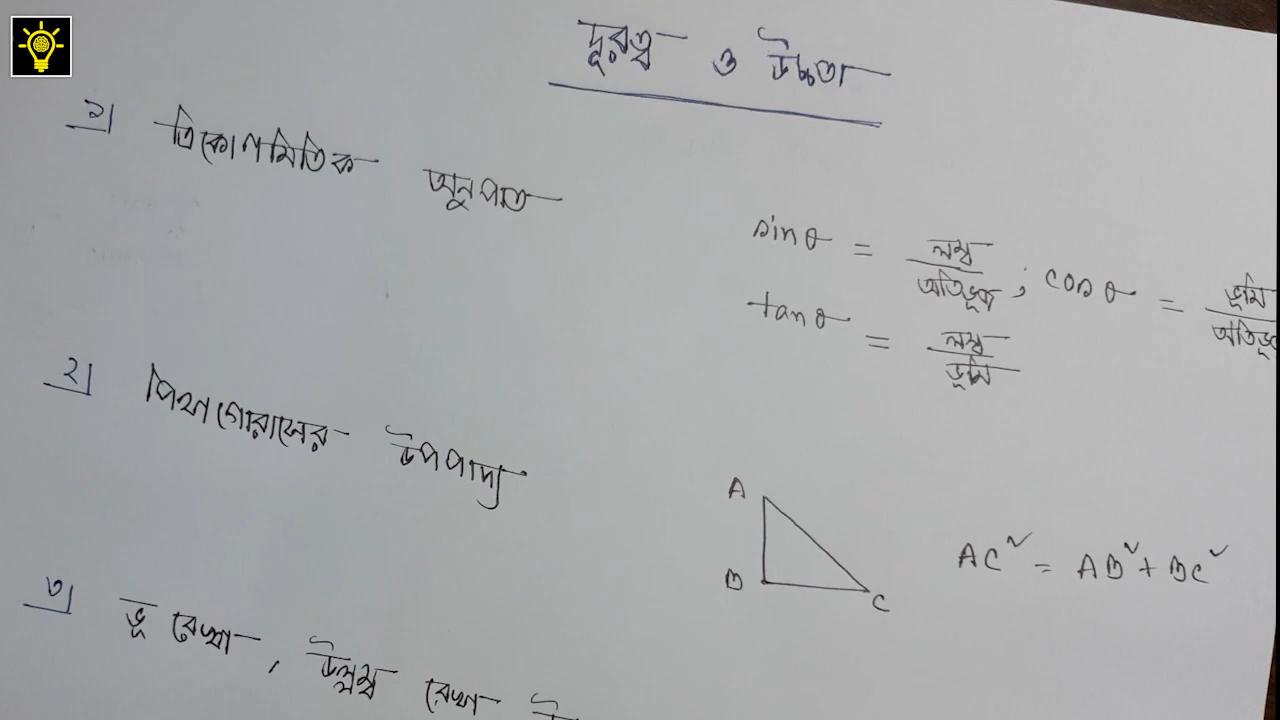 দূরত্ব ও উচ্চতা
১। ত্রিকোণমিতিক অনুপাত
sinθ = লম্ব/অতিভূজ ; cosθ = ভূমি/অতিভূ
tanθ = লম্ব/ভূমি
২। পিথাগোরাসের উপপাদ্য
A
B
C
AC² = AB² + BC²
৩। ভূ রেখা, উল্লম্ব রেখা